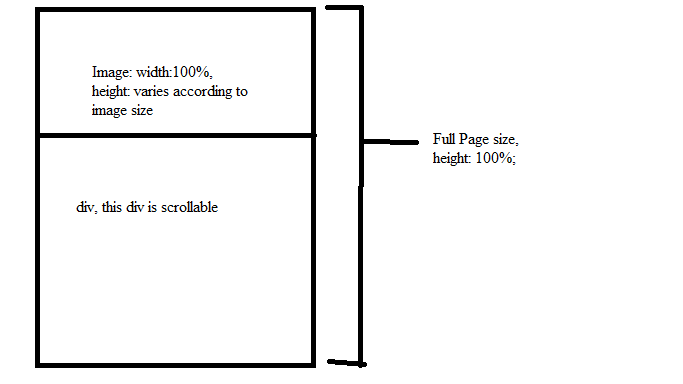 Image: width:100%,
height: varies according to
image size
Full Page size,
height: 100%;
div, this div is scrollable